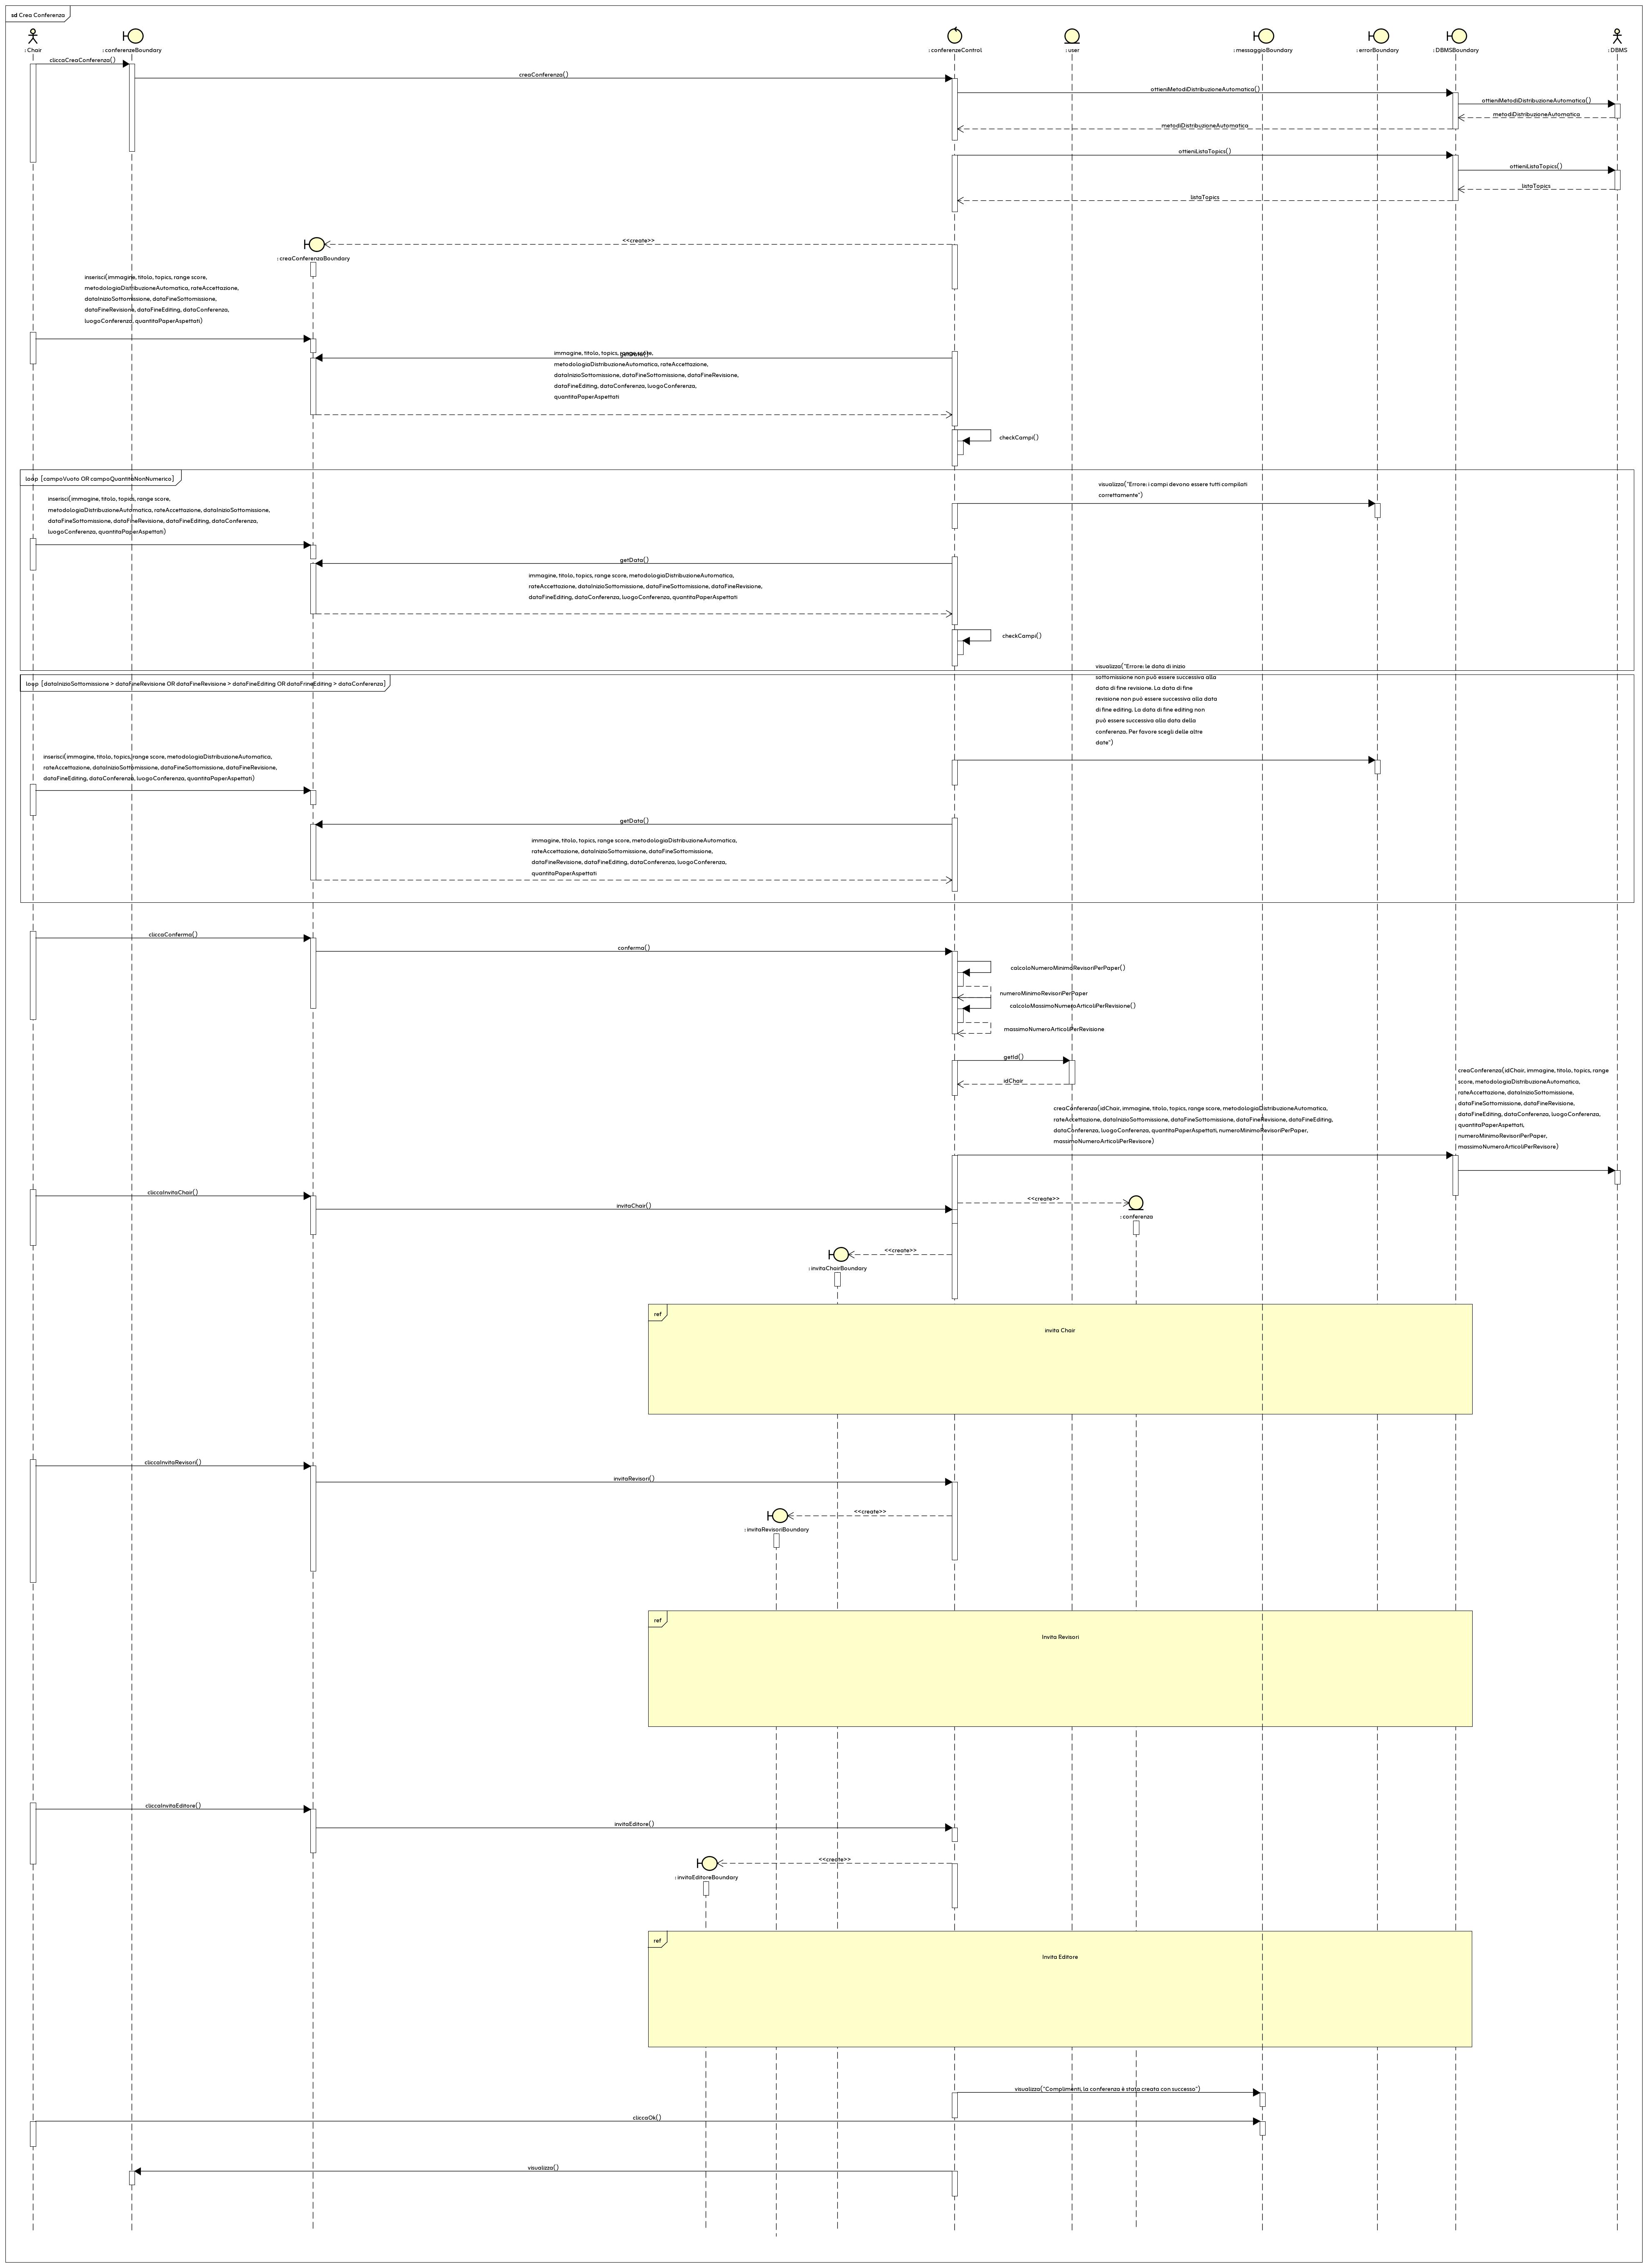 sd Crea Conferenza
: Chair
: conferenzeBoundary
: conferenzeControl
: user
: messaggioBoundary
: errorBoundary
: DBMSBoundary
: DBMS
cliccaCreaConferenza()
creaConferenza()
ottieniMetodiDistribuzioneAutomatica()
ottieniMetodiDistribuzioneAutomatica()
metodiDistribuzioneAutomatica
metodiDistribuzioneAutomatica
ottieniListaTopics()
ottieniListaTopics()
listaTopics
listaTopics
<<create>>
: creaConferenzaBoundary
inserisci(immagine, titolo, topics, range score,
metodologiaDistribuzioneAutomatica, rateAccettazione,
dataInizioSottomissione, dataFineSottomissione,
dataFineRevisione, dataFineEditing, dataConferenza,
luogoConferenza, quantitaPaperAspettati)
getData()
immagine, titolo, topics, range score,
metodologiaDistribuzioneAutomatica, rateAccettazione,
dataInizioSottomissione, dataFineSottomissione, dataFineRevisione,
dataFineEditing, dataConferenza, luogoConferenza,
quantitaPaperAspettati
checkCampi()
loop [campoVuoto OR campoQuantitaNonNumerico]
visualizza("Errore: i campi devono essere tutti compilati
correttamente")
inserisci(immagine, titolo, topics, range score,
metodologiaDistribuzioneAutomatica, rateAccettazione, dataInizioSottomissione,
dataFineSottomissione, dataFineRevisione, dataFineEditing, dataConferenza,
luogoConferenza, quantitaPaperAspettati)
getData()
immagine, titolo, topics, range score, metodologiaDistribuzioneAutomatica,
rateAccettazione, dataInizioSottomissione, dataFineSottomissione, dataFineRevisione,
dataFineEditing, dataConferenza, luogoConferenza, quantitaPaperAspettati
checkCampi()
loop [dataInizioSottomissione > dataFineRevisione OR dataFineRevisione > dataFineEditing OR dataFrineEditing > dataConferenza]
visualizza("Errore: le data di inizio
sottomissione non può essere successiva alla
data di fine revisione. La data di fine
revisione non può essere successiva alla data
di fine editing. La data di fine editing non
può essere successiva alla data della
conferenza. Per favore scegli delle altre
date")
inserisci(immagine, titolo, topics, range score, metodologiaDistribuzioneAutomatica,
rateAccettazione, dataInizioSottomissione, dataFineSottomissione, dataFineRevisione,
dataFineEditing, dataConferenza, luogoConferenza, quantitaPaperAspettati)
getData()
immagine, titolo, topics, range score, metodologiaDistribuzioneAutomatica,
rateAccettazione, dataInizioSottomissione, dataFineSottomissione,
dataFineRevisione, dataFineEditing, dataConferenza, luogoConferenza,
quantitaPaperAspettati
cliccaConferma()
conferma()
calcoloNumeroMinimoRevisoriPerPaper()
numeroMinimoRevisoriPerPaper
calcoloMassimoNumeroArticoliPerRevisione()
massimoNumeroArticoliPerRevisione
getId()
idChair
creaConferenza(idChair, immagine, titolo, topics, range score, metodologiaDistribuzioneAutomatica,
rateAccettazione, dataInizioSottomissione, dataFineSottomissione, dataFineRevisione, dataFineEditing,
dataConferenza, luogoConferenza, quantitaPaperAspettati, numeroMinimoRevisoriPerPaper,
massimoNumeroArticoliPerRevisore)
creaConferenza(idChair, immagine, titolo, topics, range
score, metodologiaDistribuzioneAutomatica,
rateAccettazione, dataInizioSottomissione,
dataFineSottomissione, dataFineRevisione,
dataFineEditing, dataConferenza, luogoConferenza,
quantitaPaperAspettati,
numeroMinimoRevisoriPerPaper,
massimoNumeroArticoliPerRevisore)
cliccaInvitaChair()
invitaChair()
<<create>>
: conferenza
<<create>>
: invitaChairBoundary
ref
invita Chair
cliccaInvitaRevisori()
invitaRevisori()
<<create>>
: invitaRevisoriBoundary
ref
Invita Revisori
cliccaInvitaEditore()
invitaEditore()
<<create>>
: invitaEditoreBoundary
ref
Invita Editore
visualizza("Complimenti, la conferenza è stata creata con successo")
cliccaOk()
visualizza()